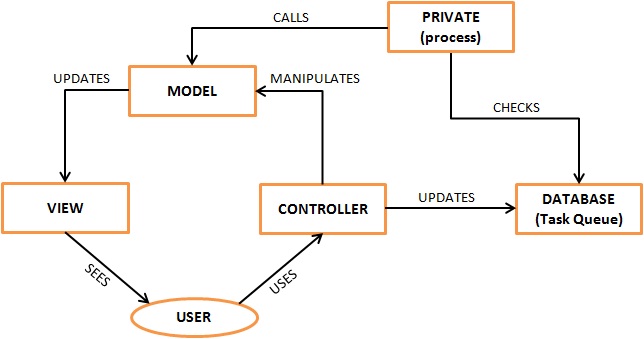 CALLS
PRIVATE
(process)
UPDATES
MODEL
MANIPULATES
CHECKS
VIEW
CONTROLLER
UPDATES
DATABASE
(Task Queue)
SEES
USES
USER